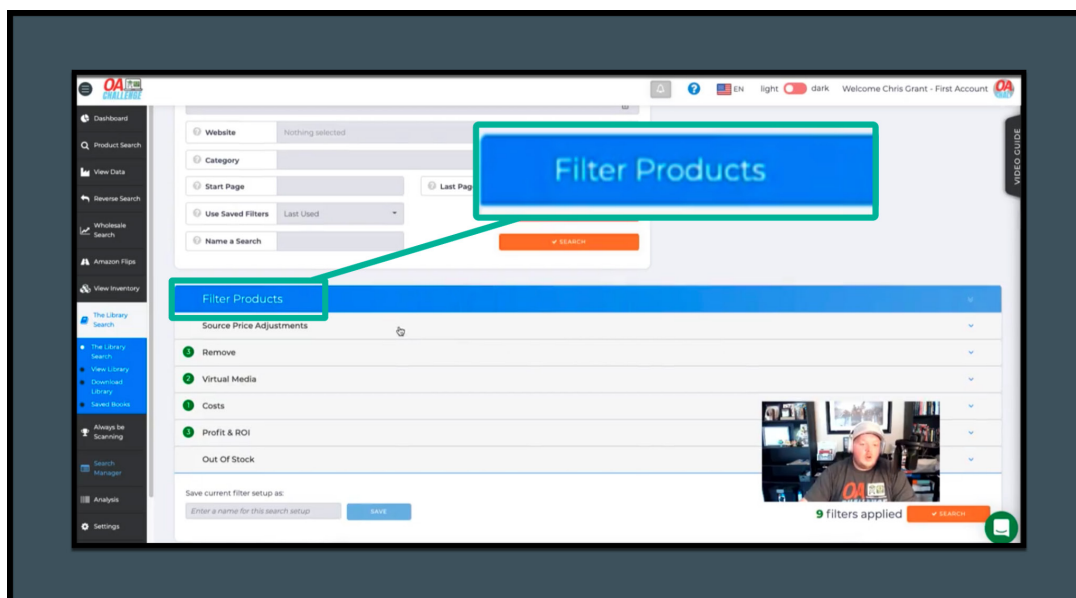 OA
CHALLENGE
EN light dark Welcome Chris Grant - First Account
Dashboard
Product Search
View Data
Reverse Search
Wholesale
Search
Amazon Flips
View Inventory
The Library
Search
The Library
Search
View Library
Download
Library
Saved Books
Always be
Scanning
Search
Manager
Analysis
Settings
Website Nothing selected
Category
Start Page Last Pag
Use Saved Filters Last Used
Name a Search
SEARCH
Filter Products
VIDEO GUIDE
Filter Products
Source Price Adjustments
3 Remove
2 Virtual Media
1 Costs
3 Profit & ROI
Out Of Stock
Save current filter setup as:
Enter a name for this search setup SAVE
OA
9 filters applied SEARCH